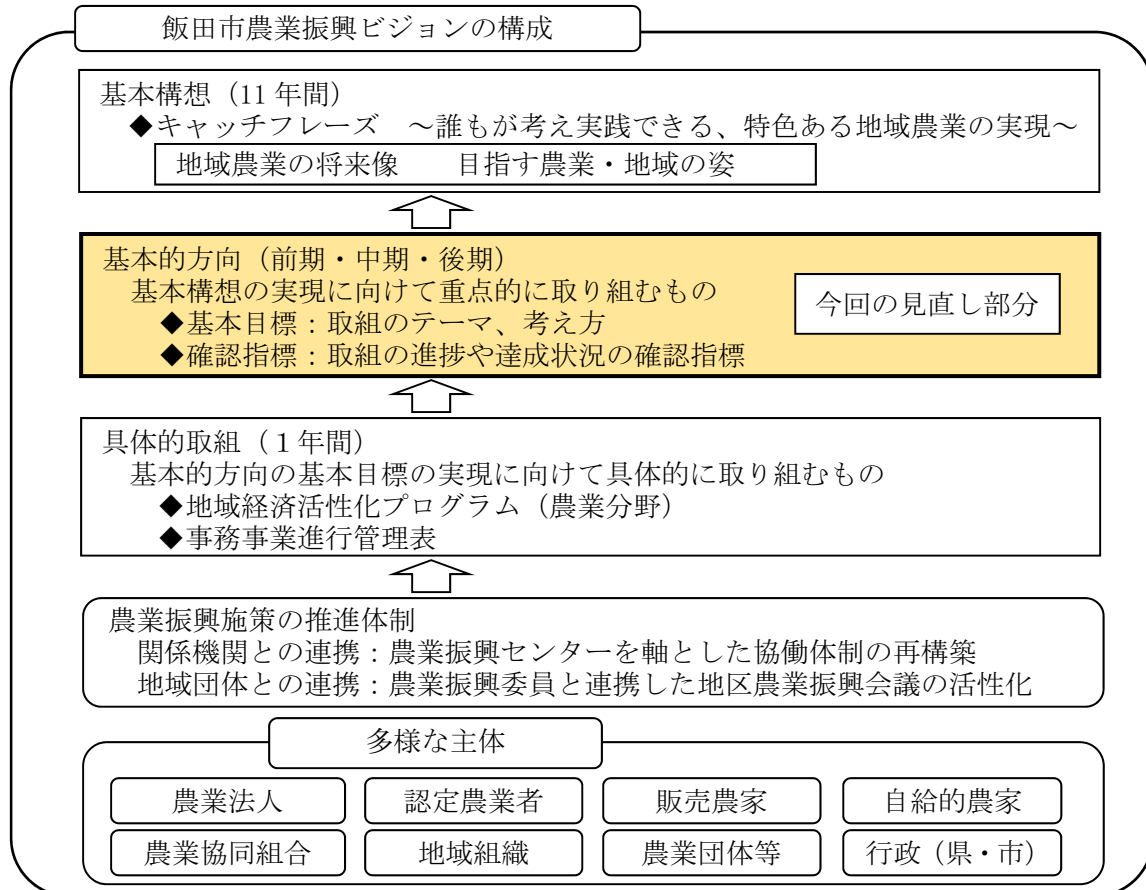 飯田市農業振興ビジョンの構成
基本構想（11 年間）
◆キャッチフレーズ　～誰もが考え実践できる、特色ある地域農業の実現～
地域農業の将来像　　目指す農業・地域の姿
基本的方向（前期・中期・後期）
基本構想の実現に向けて重点的に取り組むもの
◆基本目標：取組のテーマ、考え方
◆確認指標：取組の進捗や達成状況の確認指標
今回の見直し部分
具体的取組（１年間）
基本的方向の基本目標の実現に向けて具体的に取り組むもの
◆地域経済活性化プログラム（農業分野）
◆事務事業進行管理表
農業振興施策の推進体制
関係機関との連携：農業振興センターを軸とした協働体制の再構築
地域団体との連携：農業振興委員と連携した地区農業振興会議の活性化
多様な主体
農業法人　認定農業者　販売農家　自給的農家
農業協同組合　地域組織　農業団体等　行政（県・市）